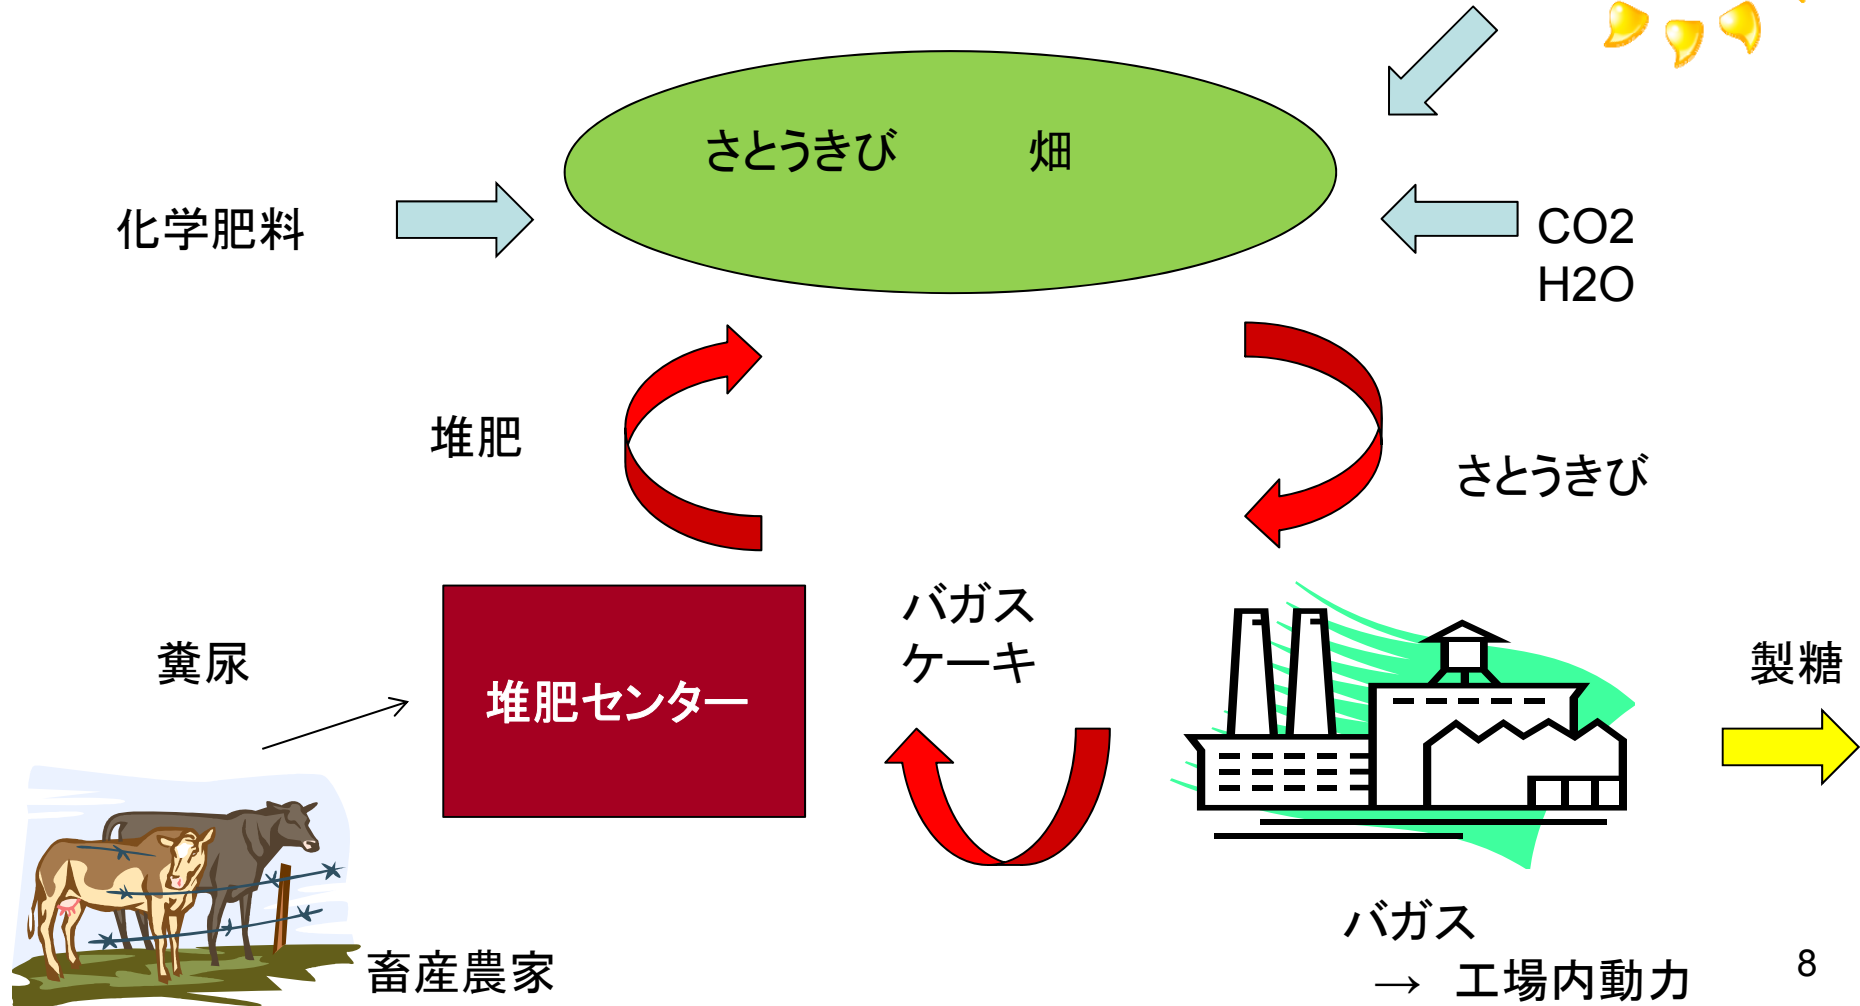 さとうきび　　畑
化学肥料
CO2
H2O
堆肥
さとうきび
バガス
ケーキ
糞尿
堆肥センター
製糖
畜産農家
バガス
→ 工場内動力
8